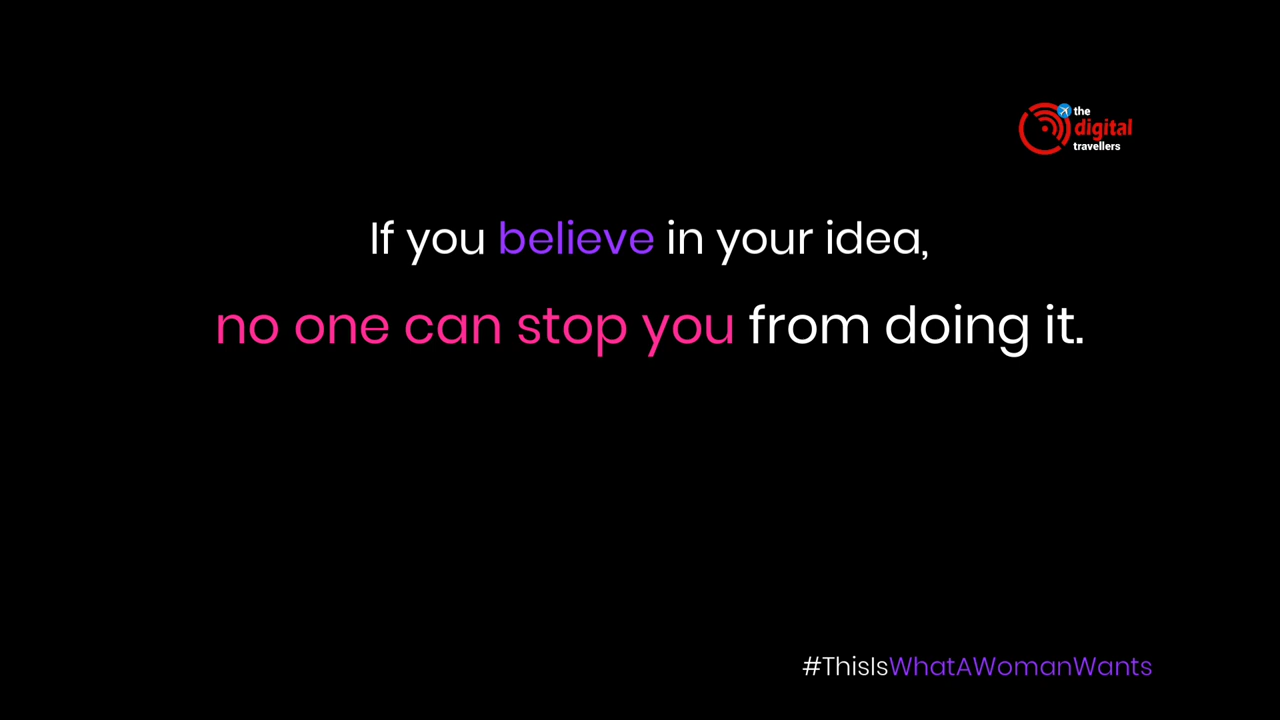 the
digital
travellers
If you believe in your idea,
no one can stop you from doing it.
#ThisIsWhatAWomanWants